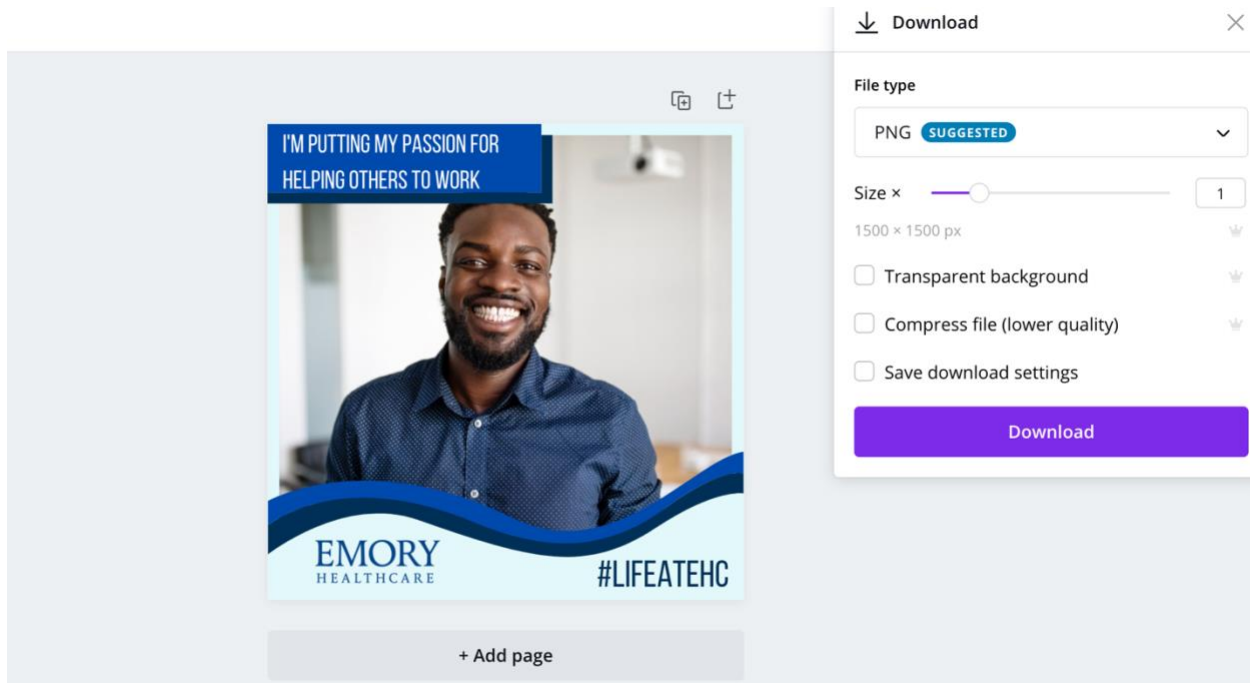 Download
File type
PNG SUGGESTED
Size × 1
1500 × 1500 px
Transparent background
Compress file (lower quality)
Save download settings
Download
I'M PUTTING MY PASSION FOR
HELPING OTHERS TO WORK
EMORY
HEALTHCARE
#LIFEATEHC
+ Add page